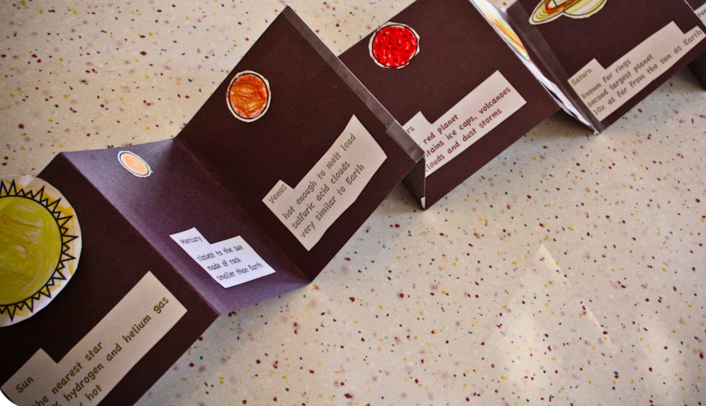 Sun
the nearest star
hydrogen and helium gas
hot
Mercury
closest to the sun
made of rock
smaller than Earth
Venus
hot enough to melt lead
sulfuric acid clouds
very similar to Earth
red planet
ice caps, volcanoes
clouds and dust storms
Saturn
known for rings
second largest planet
10x as far from the sun as Earth